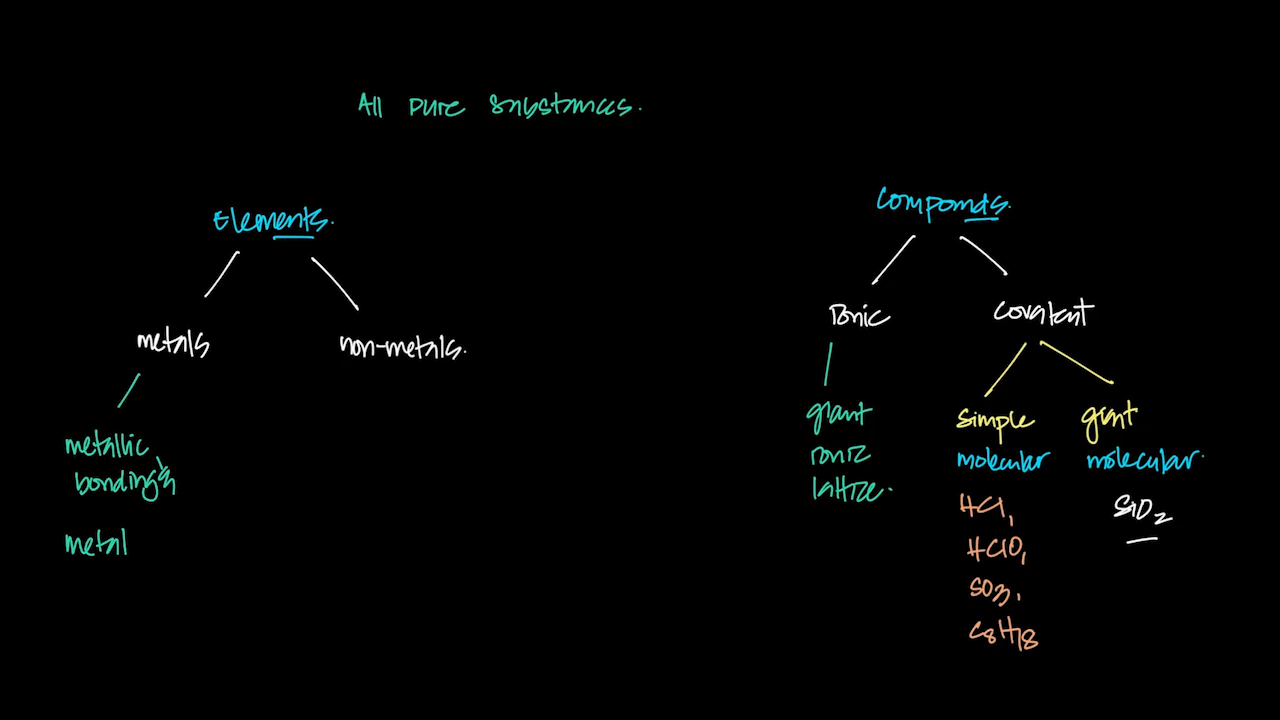 All pure substances.
Elements.
metals
non-metals.
metallic
bonding &
metal
Compounds.
Ionic
Covalent
giant
ionic
lattice.
simple
molecular
HCl,
HClO,
SO3,
C8H18
giant
molecular.
SiO2